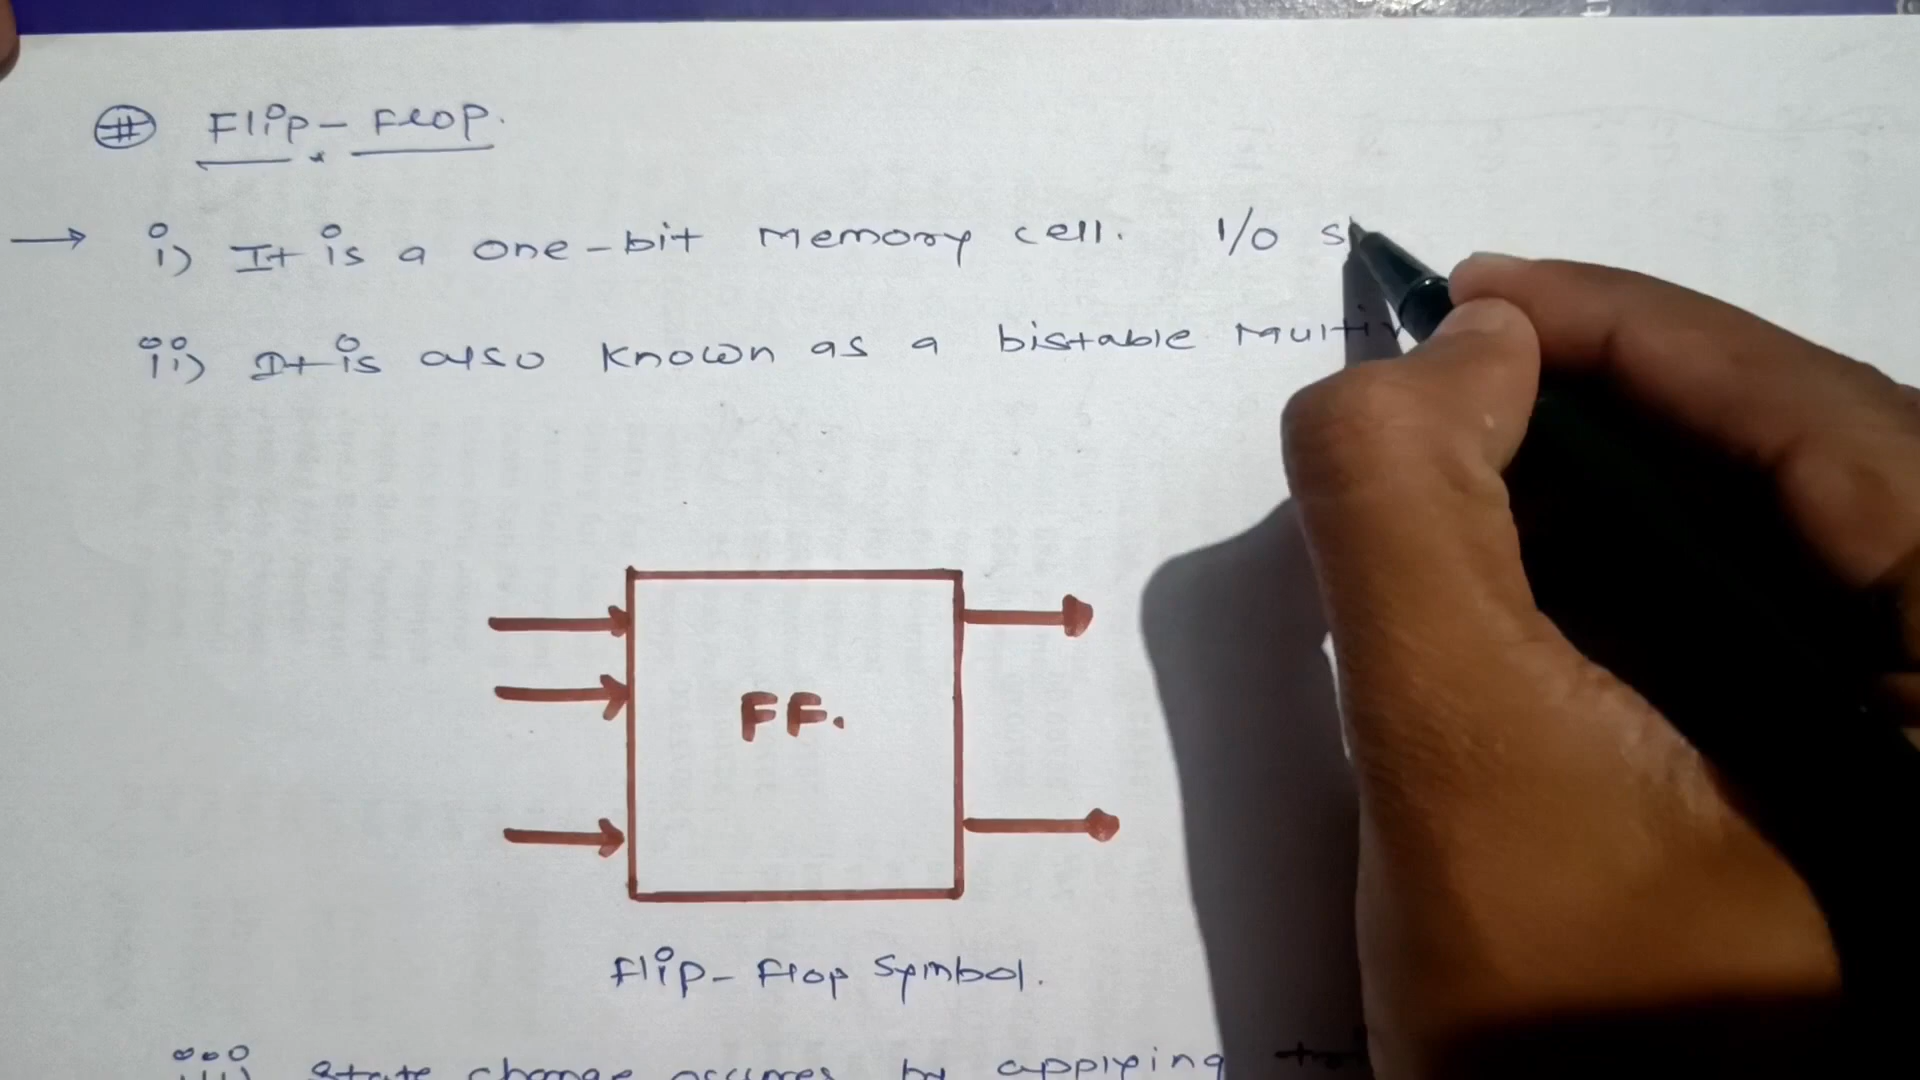 # Flip-Flop.
→ i) It is a one-bit Memory cell. 1/0 s
ii) It is also known as a bistable
FF.
Flip-Flop Symbol.
iii) state change occures by applying